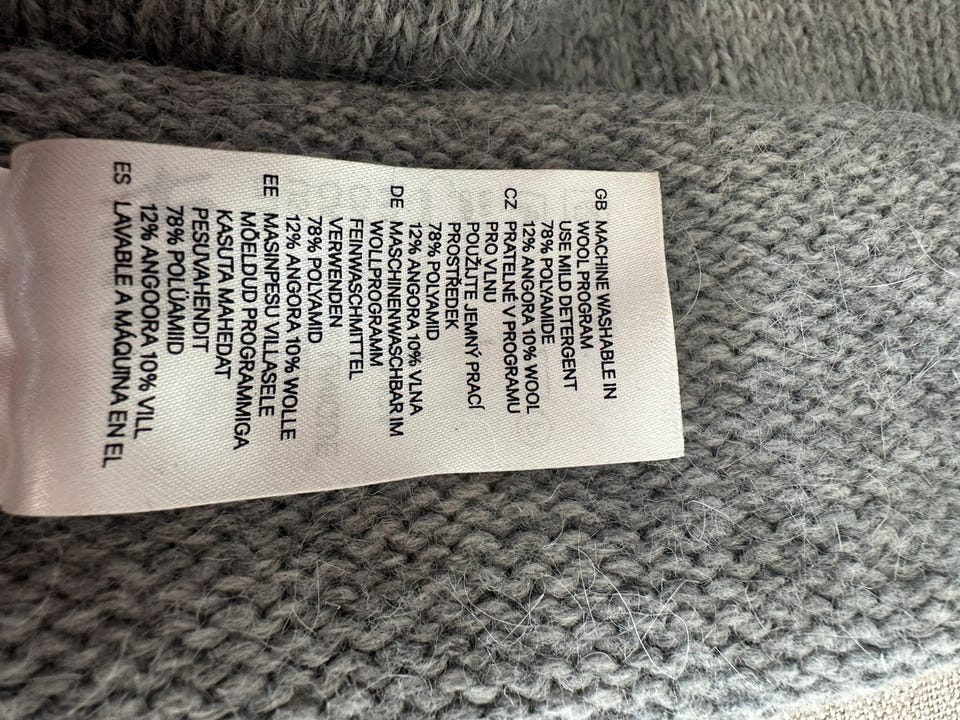 GB MACHINE WASHABLE IN
WOOL PROGRAM
USE MILD DETERGENT
78% POLYAMIDE
12% ANGORA 10% WOOL
CZ PRATELNÉ V PROGRAMU
PRO VLNU
POUŽIJTE JEMNÝ PRACÍ
PROSTŘEDEK
78% POLYAMID
12% ANGORA 10% VLNA
DE MASCHINENWASCHBAR IM
WOLLPROGRAMM
FEINWASCHMITTEL
VERWENDEN
78% POLYAMID
12% ANGORA 10% WOLLE
EE MASINPESU VILLASELE
MÕELDUD PROGRAMMIGA
KASUTA MAHEDAT
PESUVAHENDIT
78% POLÜAMIID
12% ANGOORA 10% VILL
ES LAVABLE A MÁQUINA EN EL